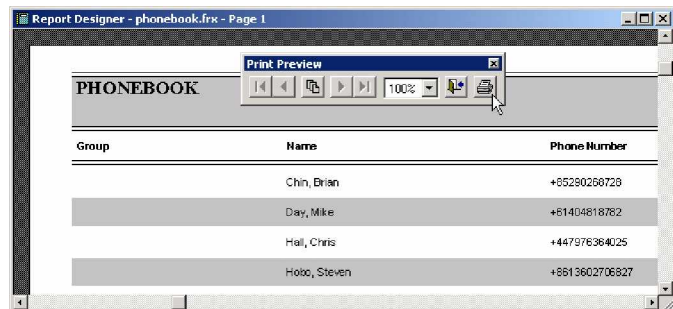 Report Designer - phonebook.frx - Page 1
Print Preview
100%
PHONEBOOK
Group Name Phone Number
Chin, Brian +85290268728
Day, Mike +61404818782
Hall, Chris +447976364025
Hobo, Steven +8613602706827